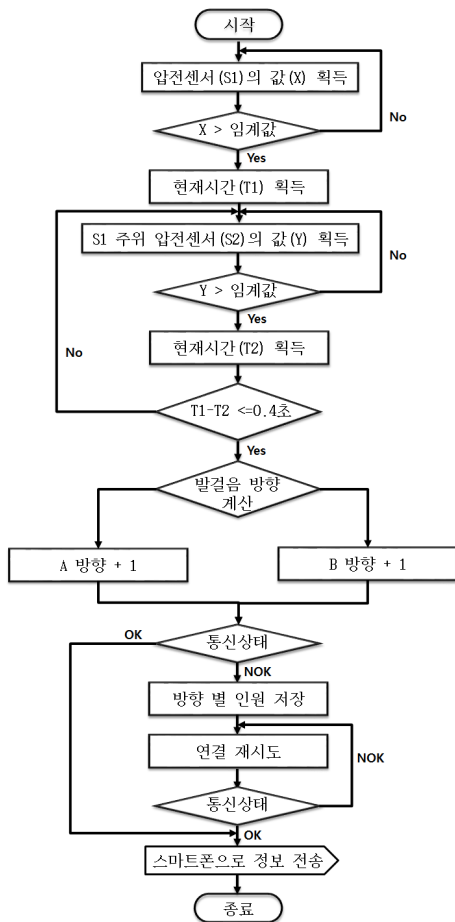 시작
압전센서(S1)의 값(X) 획득
No
X > 임계값
Yes
현재시간(T1) 획득
S1 주위 압전센서(S2)의 값(Y) 획득
No
Y > 임계값
Yes
현재시간(T2) 획득
No
T1-T2 <=0.4초
Yes
발걸음 방향
계산
A 방향 + 1
B 방향 + 1
OK
통신상태
NOK
방향 별 인원 저장
연결 재시도
NOK
통신상태
OK
스마트폰으로 정보 전송
종료